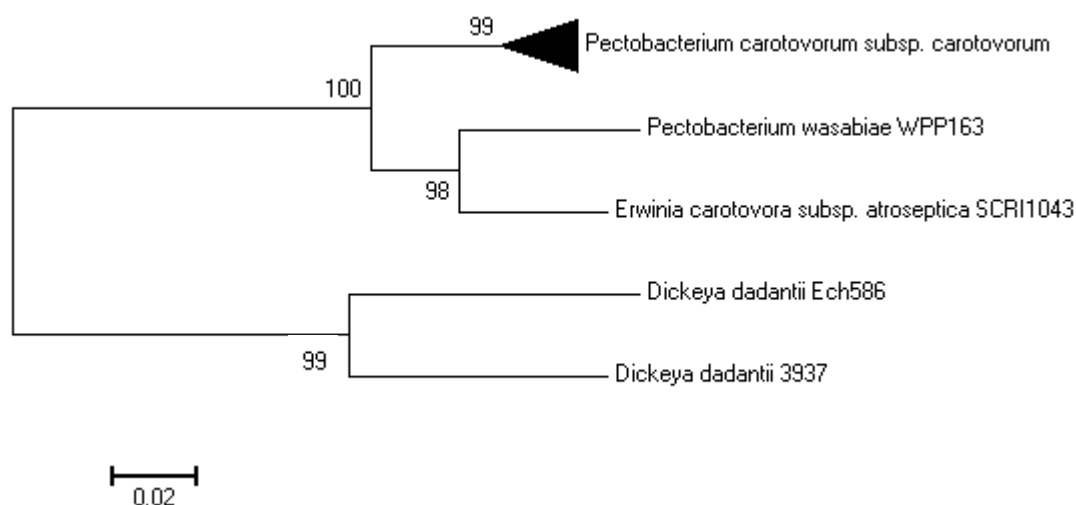 99
Pectobacterium carotovorum subsp. carotovorum
100
Pectobacterium wasabiae WPP163
98
Erwinia carotovora subsp. atroseptica SCRI1043
Dickeya dadantii Ech586
99
Dickeya dadantii 3937
0.02